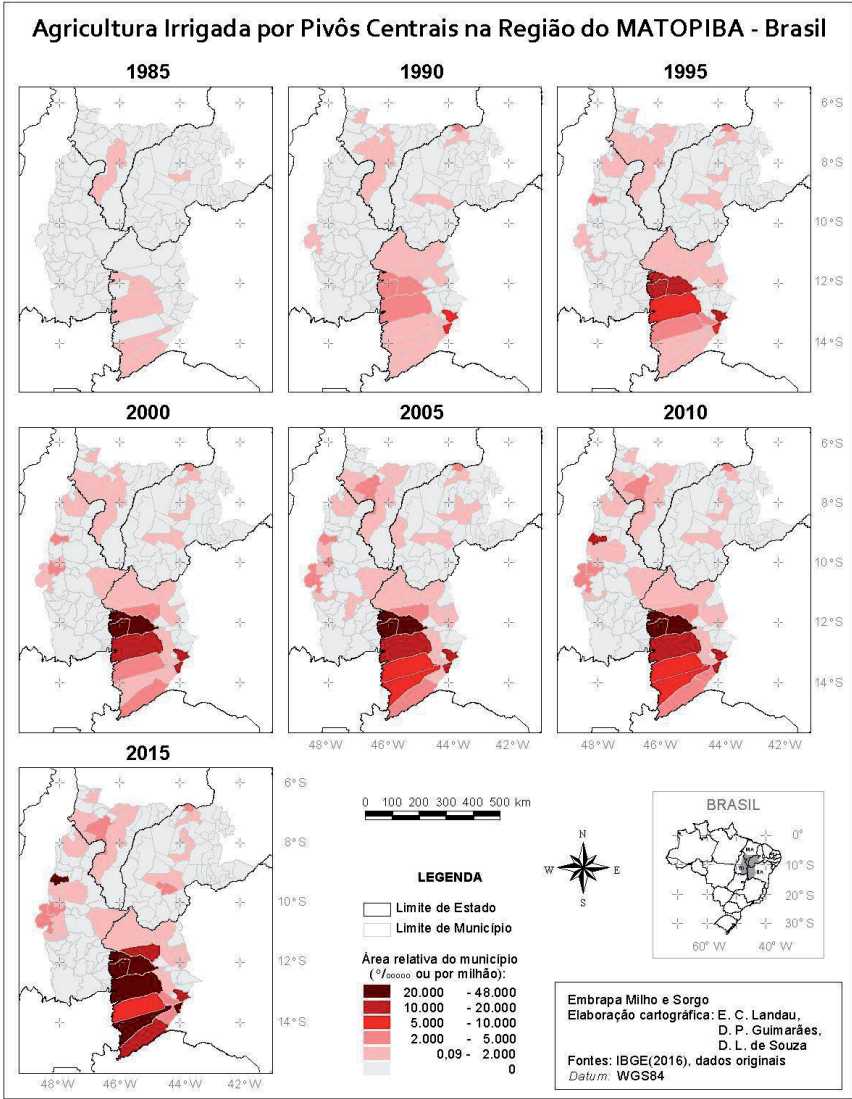 Agricultura Irrigada por Pivôs Centrais na Região do MATOPIBA - Brasil
1985
1990
1995
6° S
8° S
10° S
12° S
14° S
2000
2005
2010
6° S
8° S
10° S
12° S
14° S
48° W 46° W 44° W 42° W
48° W 46° W 44° W 42° W
2015
6° S
8° S
10° S
12° S
14° S
48° W 46° W 44° W 42° W
0 100 200 300 400 500 km
N
W E
S
BRASIL
MA
TO
BA
0°
10° S
20° S
30° S
60° W 40° W
LEGENDA
Limite de Estado
Limite de Município
Área relativa do município
(°/ooooo ou por milhão):
20.000 - 48.000
10.000 - 20.000
5.000 - 10.000
2.000 - 5.000
0,09 - 2.000
0
Embrapa Milho e Sorgo
Elaboração cartográfica: E. C. Landau,
D. P. Guimarães,
D. L. de Souza
Fontes: IBGE(2016), dados originais
Datum: WGS84